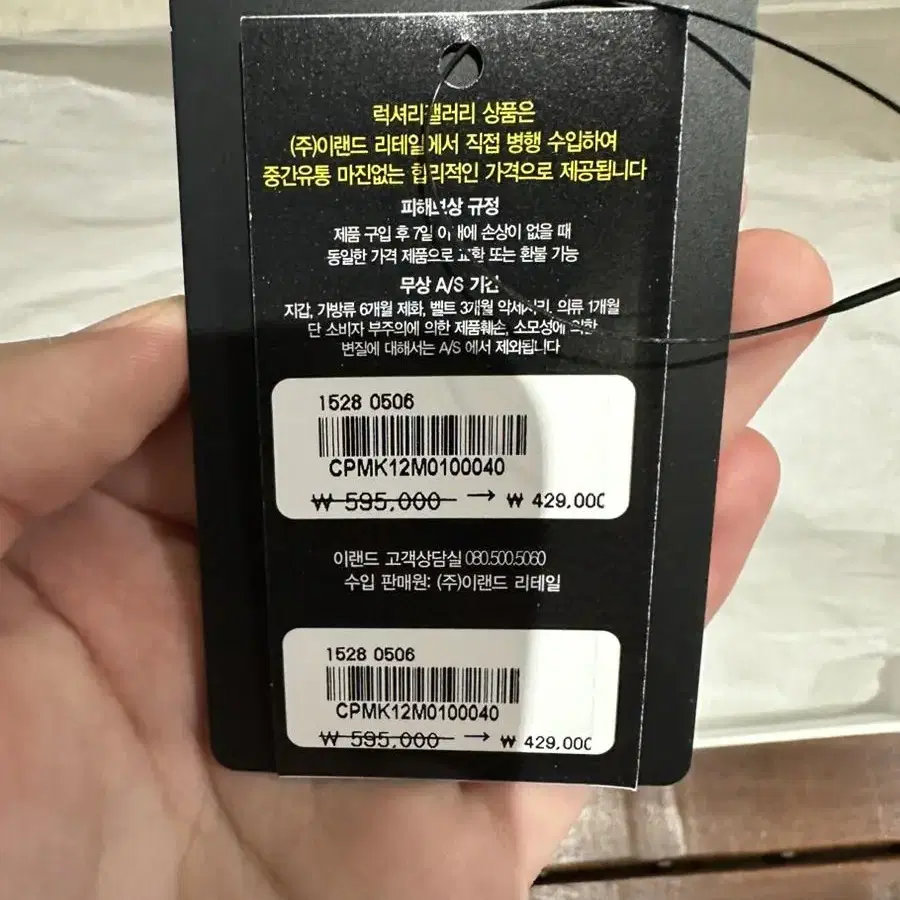 럭셔리갤러리 상품은
(주)이랜드 리테일에서 직접 병행 수입하여
중간유통 마진없는 합리적인 가격으로 제공됩니다
피해보상 규정
제품 구입 후 7일 이내에 손상이 없을 때
동일한 가격 제품으로 교환 또는 환불 가능
무상 A/S 기간
지갑, 가방류 6개월 제화, 벨트 3개월 악세사리, 의류 1개월
단 소비자 부주의에 의한 제품훼손, 소모성에 의한
변질에 대해서는 A/S 에서 제외됩니다
1528 0506
CPMK12M0100040
₩ 595,000 → ₩ 429,000
이랜드 고객상담실 080.500.5060
수입 판매원: (주)이랜드 리테일
1528 0506
CPMK12M0100040
₩ 595,000 → ₩ 429,000